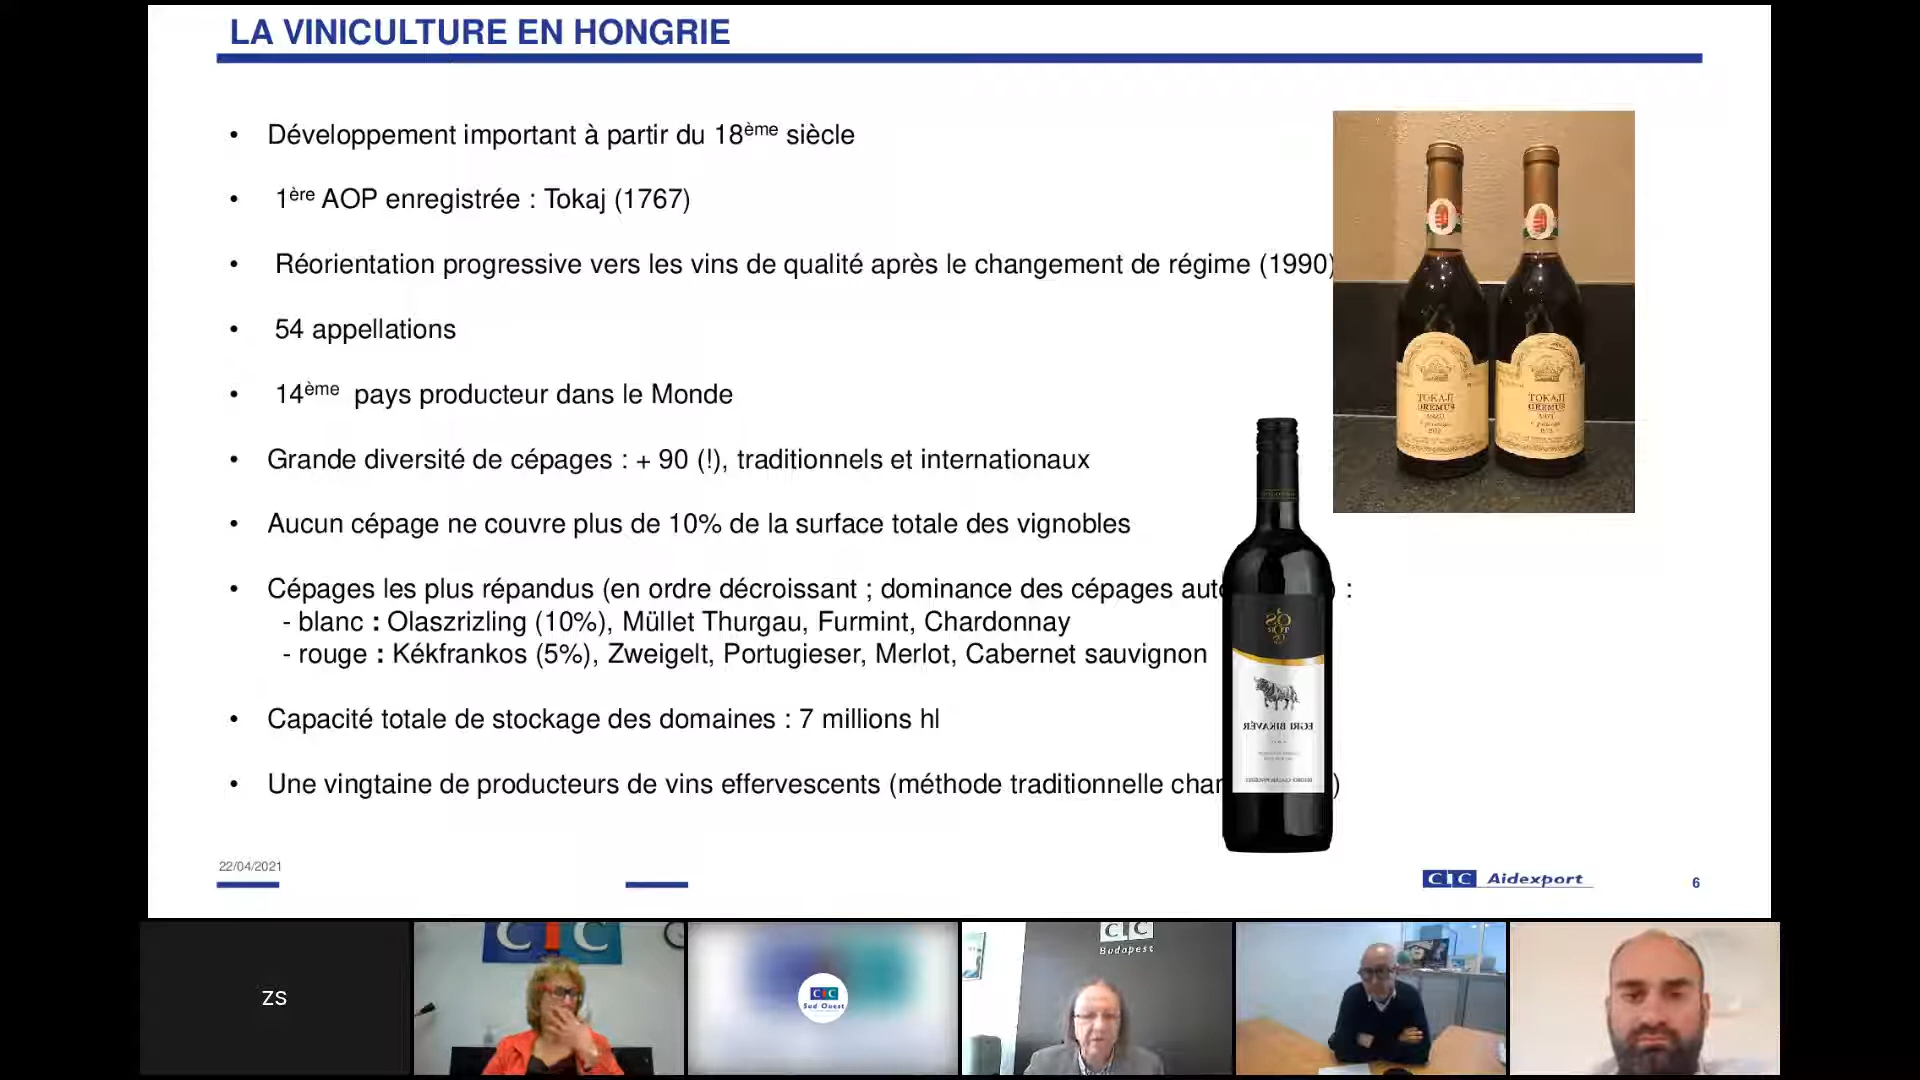 LA VINICULTURE EN HONGRIE
• Développement important à partir du 18ème siècle
• 1ère AOP enregistrée : Tokaj (1767)
• Réorientation progressive vers les vins de qualité après le changement de régime (1990)
• 54 appellations
• 14ème pays producteur dans le Monde
• Grande diversité de cépages : + 90 (!), traditionnels et internationaux
• Aucun cépage ne couvre plus de 10% de la surface totale des vignobles
• Cépages les plus répandus (en ordre décroissant ; dominance des cépages ) :
- blanc : Olaszrizling (10%), Müllet Thurgau, Furmint, Chardonnay
- rouge : Kékfrankos (5%), Zweigelt, Portugieser, Merlot, Cabernet sauvignon
• Capacité totale de stockage des domaines : 7 millions hl
• Une vingtaine de producteurs de vins effervescents (méthode traditionnelle )
TOKAJI
OREMUS
TOKAJI
OREMUS
EGRI BIKAVÉR
22/04/2021
CIC Aidexport
6
ZS
CIC
CIC
Sud Ouest
CIC
Budapest